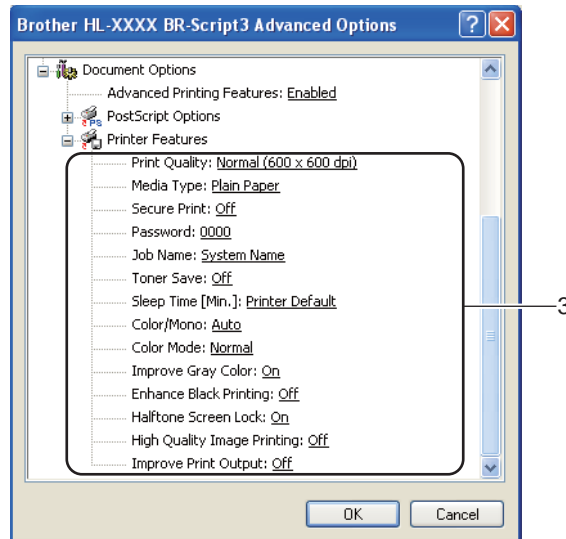 Brother HL-XXXX BR-Script3 Advanced Options
Document Options
Advanced Printing Features: Enabled
PostScript Options
Printer Features
Print Quality: Normal (600 x 600 dpi)
Media Type: Plain Paper
Secure Print: Off
Password: 0000
Job Name: System Name
Toner Save: Off
Sleep Time [Min.]: Printer Default
Color/Mono: Auto
Color Mode: Normal
Improve Gray Color: On
Enhance Black Printing: Off
Halftone Screen Lock: On
High Quality Image Printing: Off
Improve Print Output: Off
3
OK Cancel